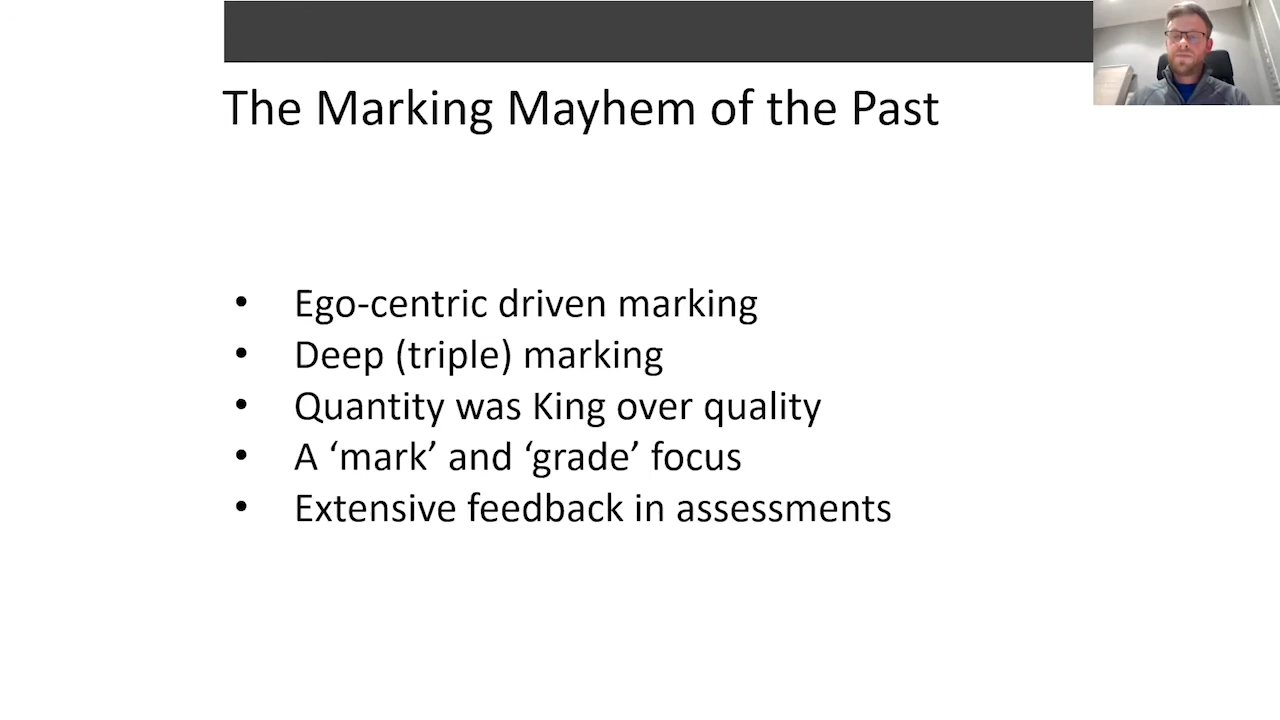 The Marking Mayhem of the Past
• Ego-centric driven marking
• Deep (triple) marking
• Quantity was King over quality
• A ‘mark’ and ‘grade’ focus
• Extensive feedback in assessments